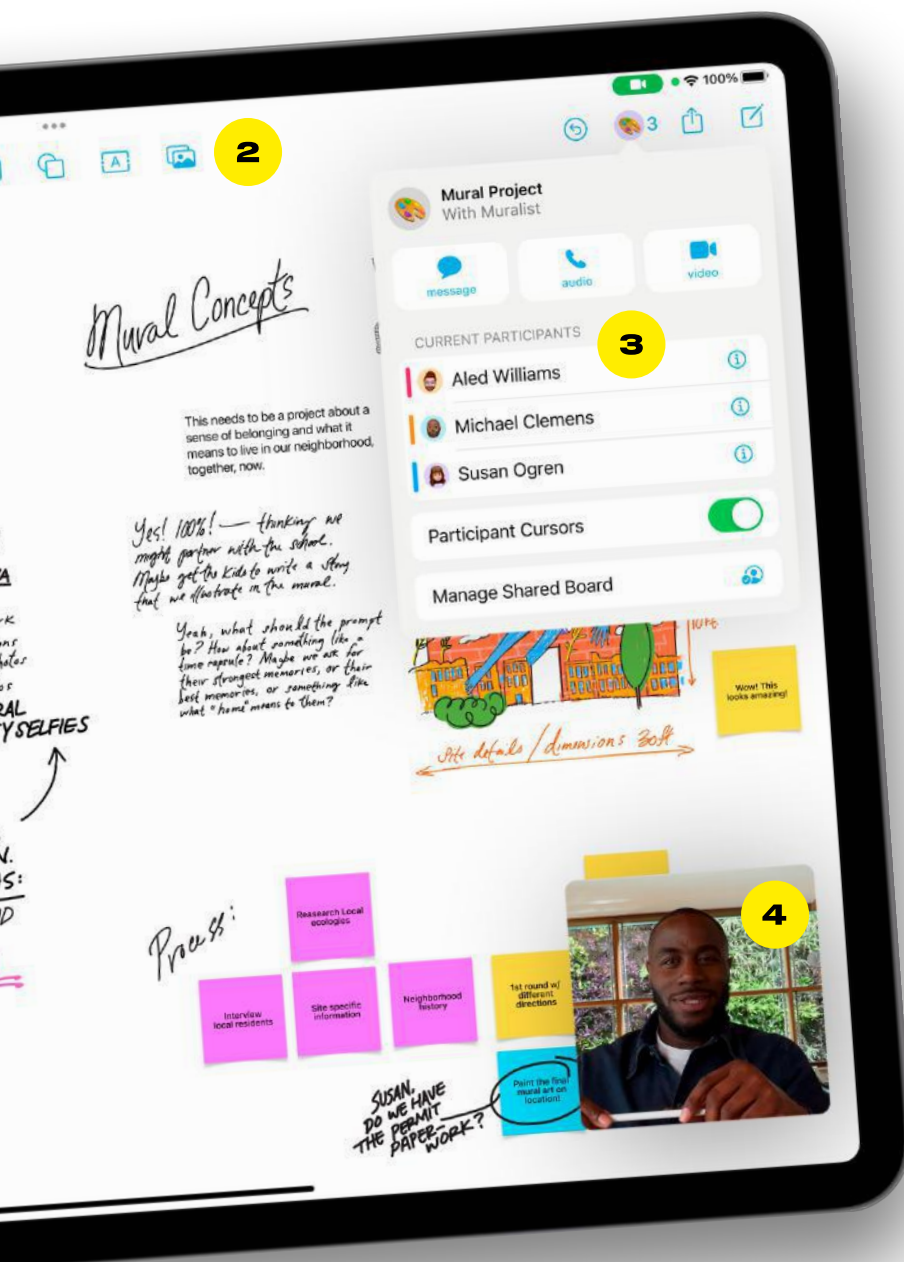 100%
2
3
Mural Project
With Muralist
message
audio
video
CURRENT PARTICIPANTS
3
Aled Williams
Michael Clemens
Susan Ogren
Participant Cursors
Manage Shared Board
Mural Concepts
This needs to be a project about a
sense of belonging and what it
means to live in our neighborhood,
together, now.
Yes! 100%! — thinking we
might partner with the school.
Maybe get the kids to write a story
that we illustrate in the mural.
Yeah, what should the prompt
be? How about something like a
time capsule? Maybe we ask for
their strongest memories, or their
best memories, or something like
what "home" means to them?
SELFIES
10ft
Site details / dimensions 30ft
Wow! This
looks amazing!
Process:
Reasearch Local
ecologies
Interview
local residents
Site specific
information
Neighborhood
history
1st round w/
different
directions
Paint the final
mural art on
location!
SUSAN,
DO WE HAVE
THE PERMIT
PAPER-
WORK?
4